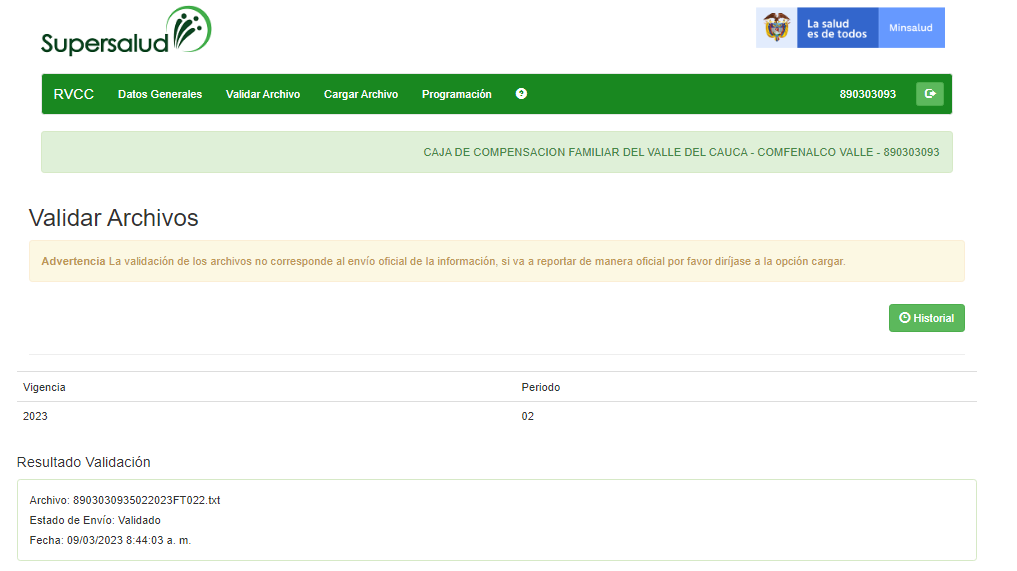 Supersalud
La salud
es de todos
Minsalud
RVCC Datos Generales Validar Archivo Cargar Archivo Programación ? 890303093
CAJA DE COMPENSACION FAMILIAR DEL VALLE DEL CAUCA - COMFENALCO VALLE - 890303093
Validar Archivos
Advertencia La validación de los archivos no corresponde al envío oficial de la información, si va a reportar de manera oficial por favor diríjase a la opción cargar.
Historial
Vigencia Periodo
2023 02
Resultado Validación
Archivo: 8903030935022023FT022.txt
Estado de Envío: Validado
Fecha: 09/03/2023 8:44:03 a. m.